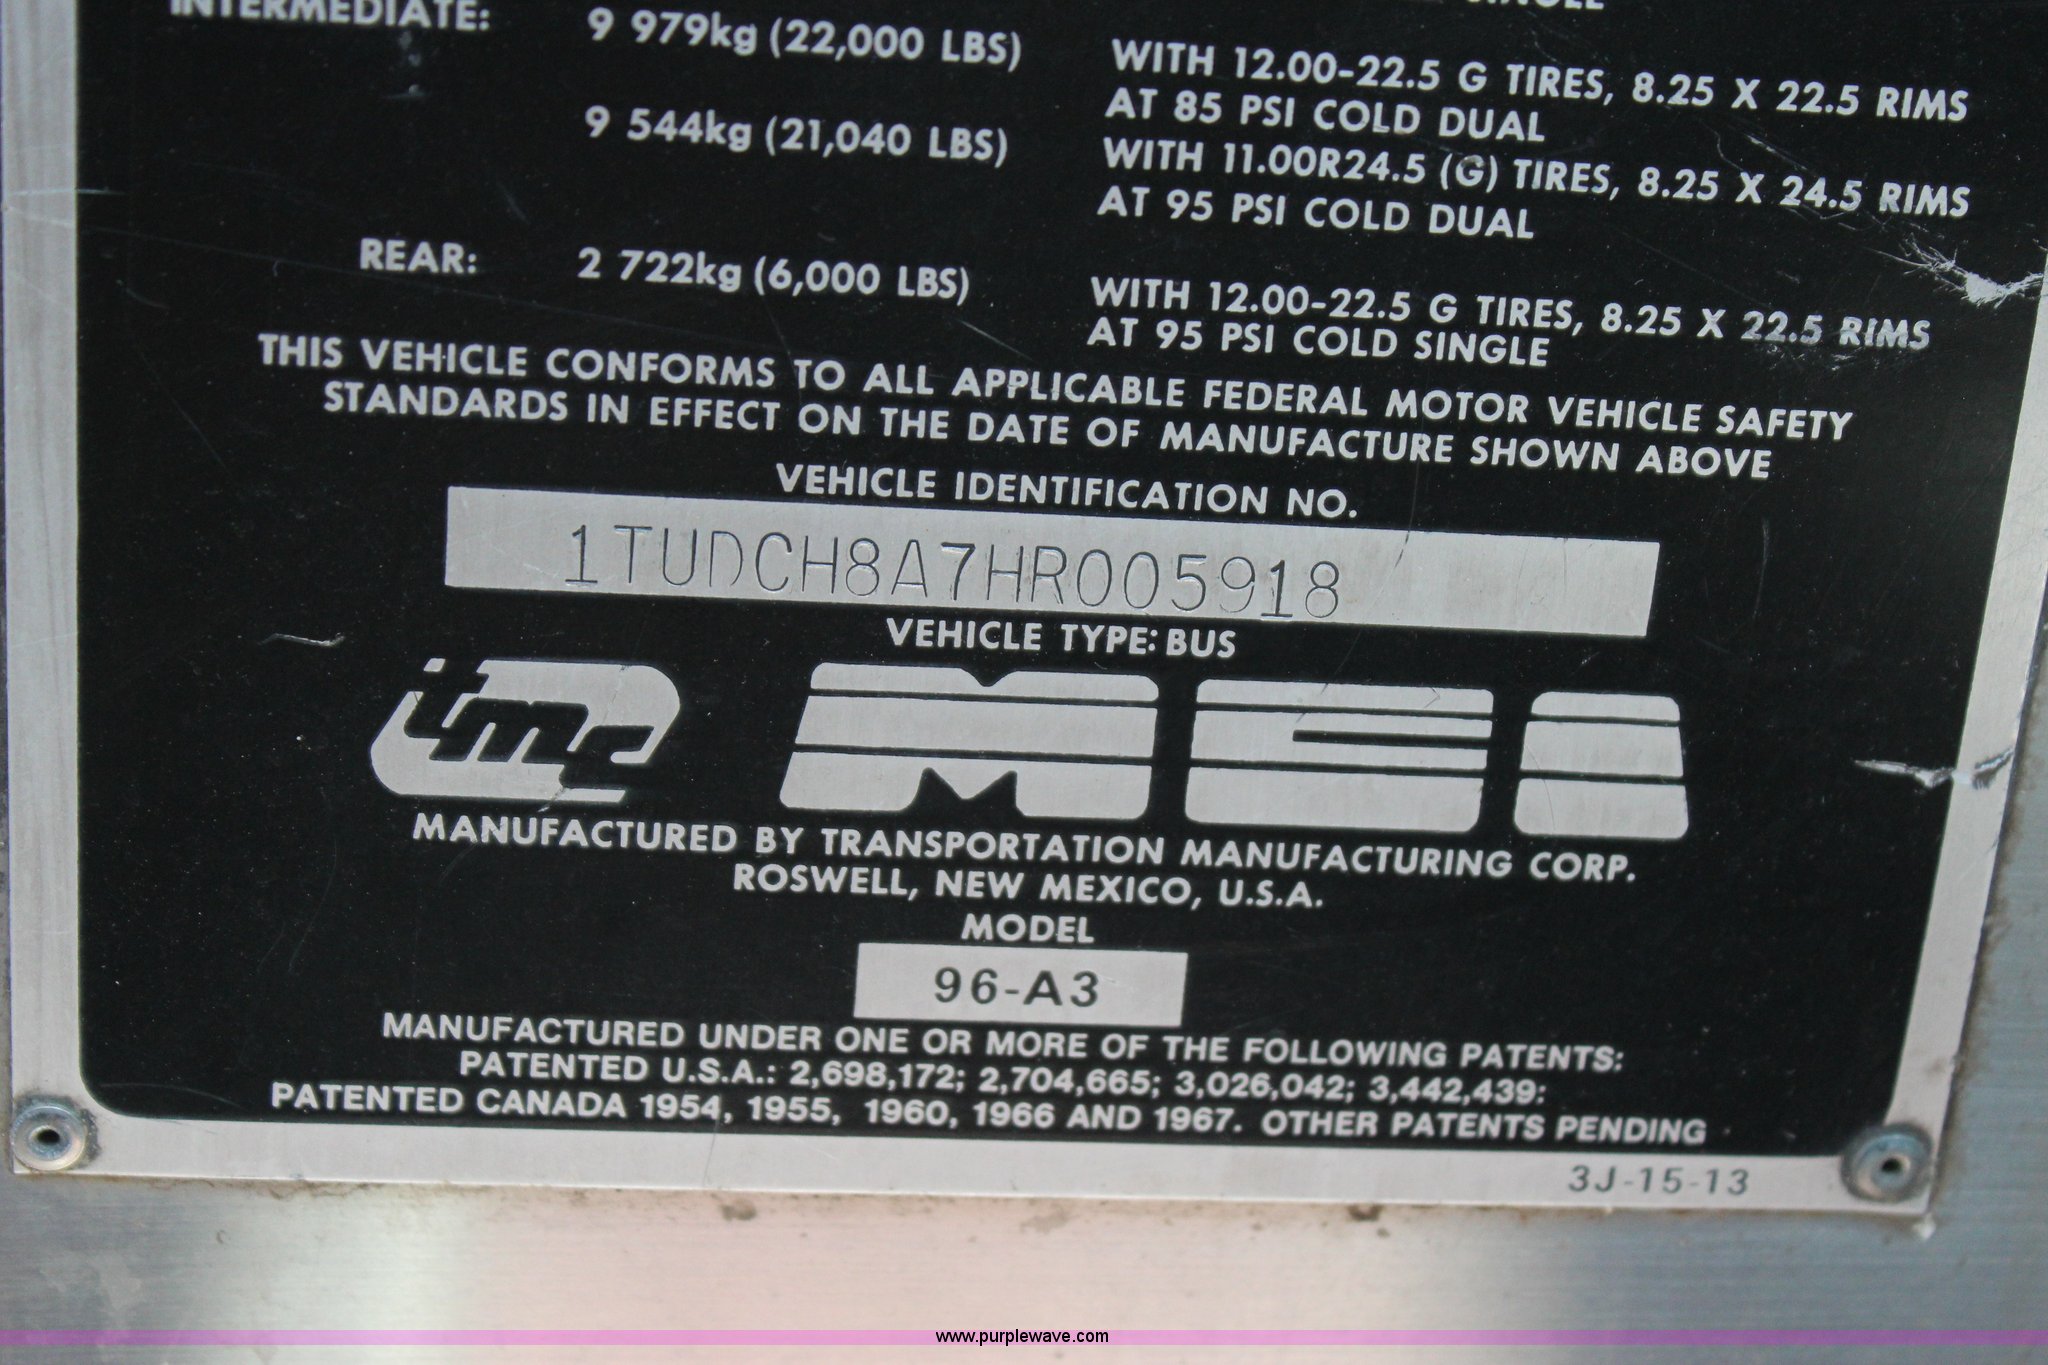 INTERMEDIATE: 9 979kg (22,000 LBS) WITH 12.00-22.5 G TIRES, 8.25 X 22.5 RIMS
AT 85 PSI COLD DUAL
9 544kg (21,040 LBS) WITH 11.00R24.5 (G) TIRES, 8.25 X 24.5 RIMS
AT 95 PSI COLD DUAL
REAR: 2 722kg (6,000 LBS) WITH 12.00-22.5 G TIRES, 8.25 X 22.5 RIMS
AT 95 PSI COLD SINGLE
THIS VEHICLE CONFORMS TO ALL APPLICABLE FEDERAL MOTOR VEHICLE SAFETY
STANDARDS IN EFFECT ON THE DATE OF MANUFACTURE SHOWN ABOVE
VEHICLE IDENTIFICATION NO.
1TUDCH8A7HR005918
VEHICLE TYPE: BUS
tmc MCI
MANUFACTURED BY TRANSPORTATION MANUFACTURING CORP.
ROSWELL, NEW MEXICO, U.S.A.
MODEL
96-A3
MANUFACTURED UNDER ONE OR MORE OF THE FOLLOWING PATENTS:
PATENTED U.S.A.: 2,698,172; 2,704,665; 3,026,042; 3,442,439:
PATENTED CANADA 1954, 1955, 1960, 1966 AND 1967. OTHER PATENTS PENDING
3J-15-13
www.purplewave.com